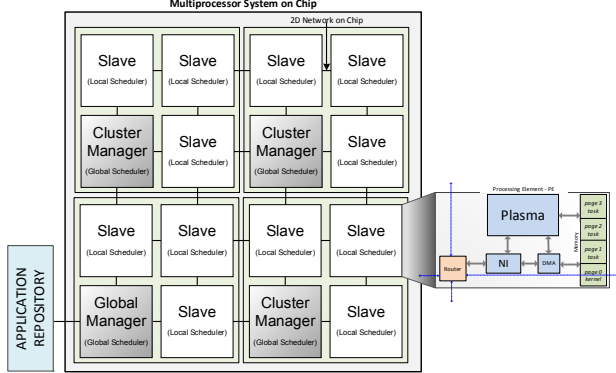 Multiprocessor System on Chip
2D Network on Chip
Slave
(Local Scheduler)
Slave
(Local Scheduler)
Slave
(Local Scheduler)
Slave
(Local Scheduler)
Cluster
Manager
(Global Scheduler)
Slave
(Local Scheduler)
Cluster
Manager
(Global Scheduler)
Slave
(Local Scheduler)
Slave
(Local Scheduler)
Slave
(Local Scheduler)
Slave
(Local Scheduler)
Slave
(Local Scheduler)
Global
Manager
(Global Scheduler)
Slave
(Local Scheduler)
Cluster
Manager
(Global Scheduler)
Slave
(Local Scheduler)
APPLICATION
REPOSITORY
Processing Element - PE
Plasma
Router
NI
DMA
Memory
page 3
task
page 2
task
page 1
task
page 0
kernel